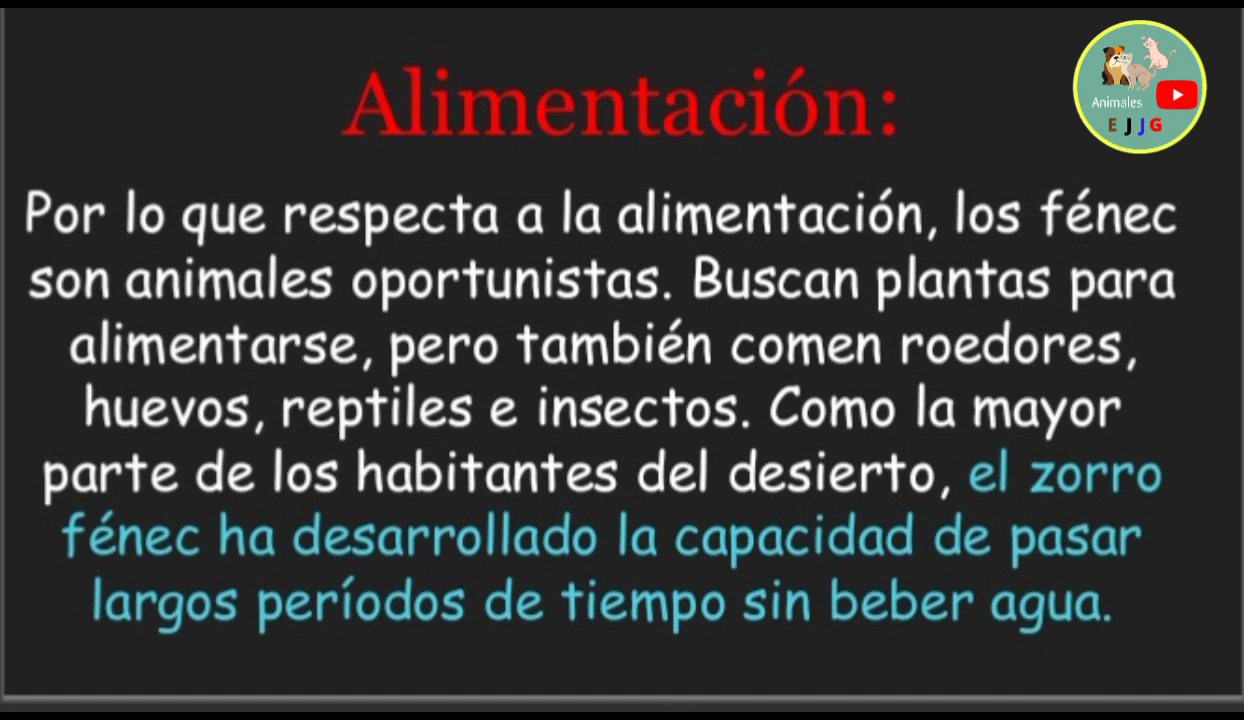 Alimentación:
Animales
E J J G
Por lo que respecta a la alimentación, los fénec
son animales oportunistas. Buscan plantas para
alimentarse, pero también comen roedores,
huevos, reptiles e insectos. Como la mayor
parte de los habitantes del desierto, el zorro
fénec ha desarrollado la capacidad de pasar
largos períodos de tiempo sin beber agua.